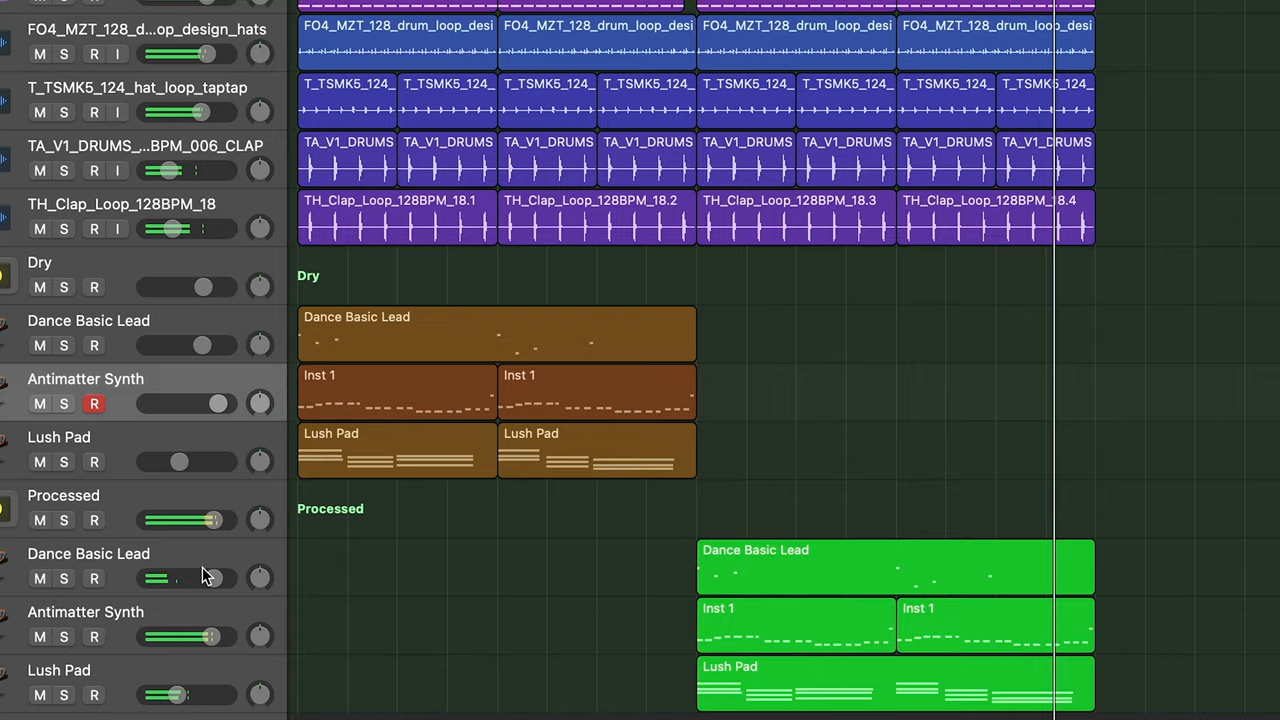 FO4_MZT_128_d...op_design_hats
M S R I
FO4_MZT_128_drum_loop_desi FO4_MZT_128_drum_loop_desi FO4_MZT_128_drum_loop_desi FO4_MZT_128_drum_loop_desi
T_TSMK5_124_hat_loop_taptap
M S R I
T_TSMK5_124_ T_TSMK5_124_ T_TSMK5_124_ T_TSMK5_124_ T_TSMK5_124_ T_TSMK5_124_ T_TSMK5_124_ T_TSMK5_124_
TA_V1_DRUMS_...BPM_006_CLAP
M S R I
TA_V1_DRUMS TA_V1_DRUMS TA_V1_DRUMS TA_V1_DRUMS TA_V1_DRUMS TA_V1_DRUMS TA_V1_DRUMS TA_V1_DRUMS
TH_Clap_Loop_128BPM_18
M S R I
TH_Clap_Loop_128BPM_18.1 TH_Clap_Loop_128BPM_18.2 TH_Clap_Loop_128BPM_18.3 TH_Clap_Loop_128BPM_18.4
Dry
M S R
Dry
Dance Basic Lead
M S R
Dance Basic Lead
Antimatter Synth
M S R
Inst 1 Inst 1
Lush Pad
M S R
Lush Pad Lush Pad
Processed
M S R
Processed
Dance Basic Lead
M S R
Dance Basic Lead
Antimatter Synth
M S R
Inst 1 Inst 1
Lush Pad
M S R
Lush Pad